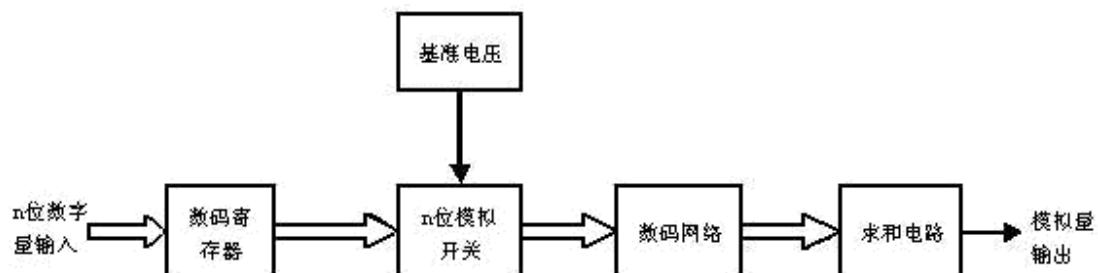 基准电压
n位数字
量输入
数码寄
存器
n位模拟
开关
数码网络
求和电路
模拟量
输出